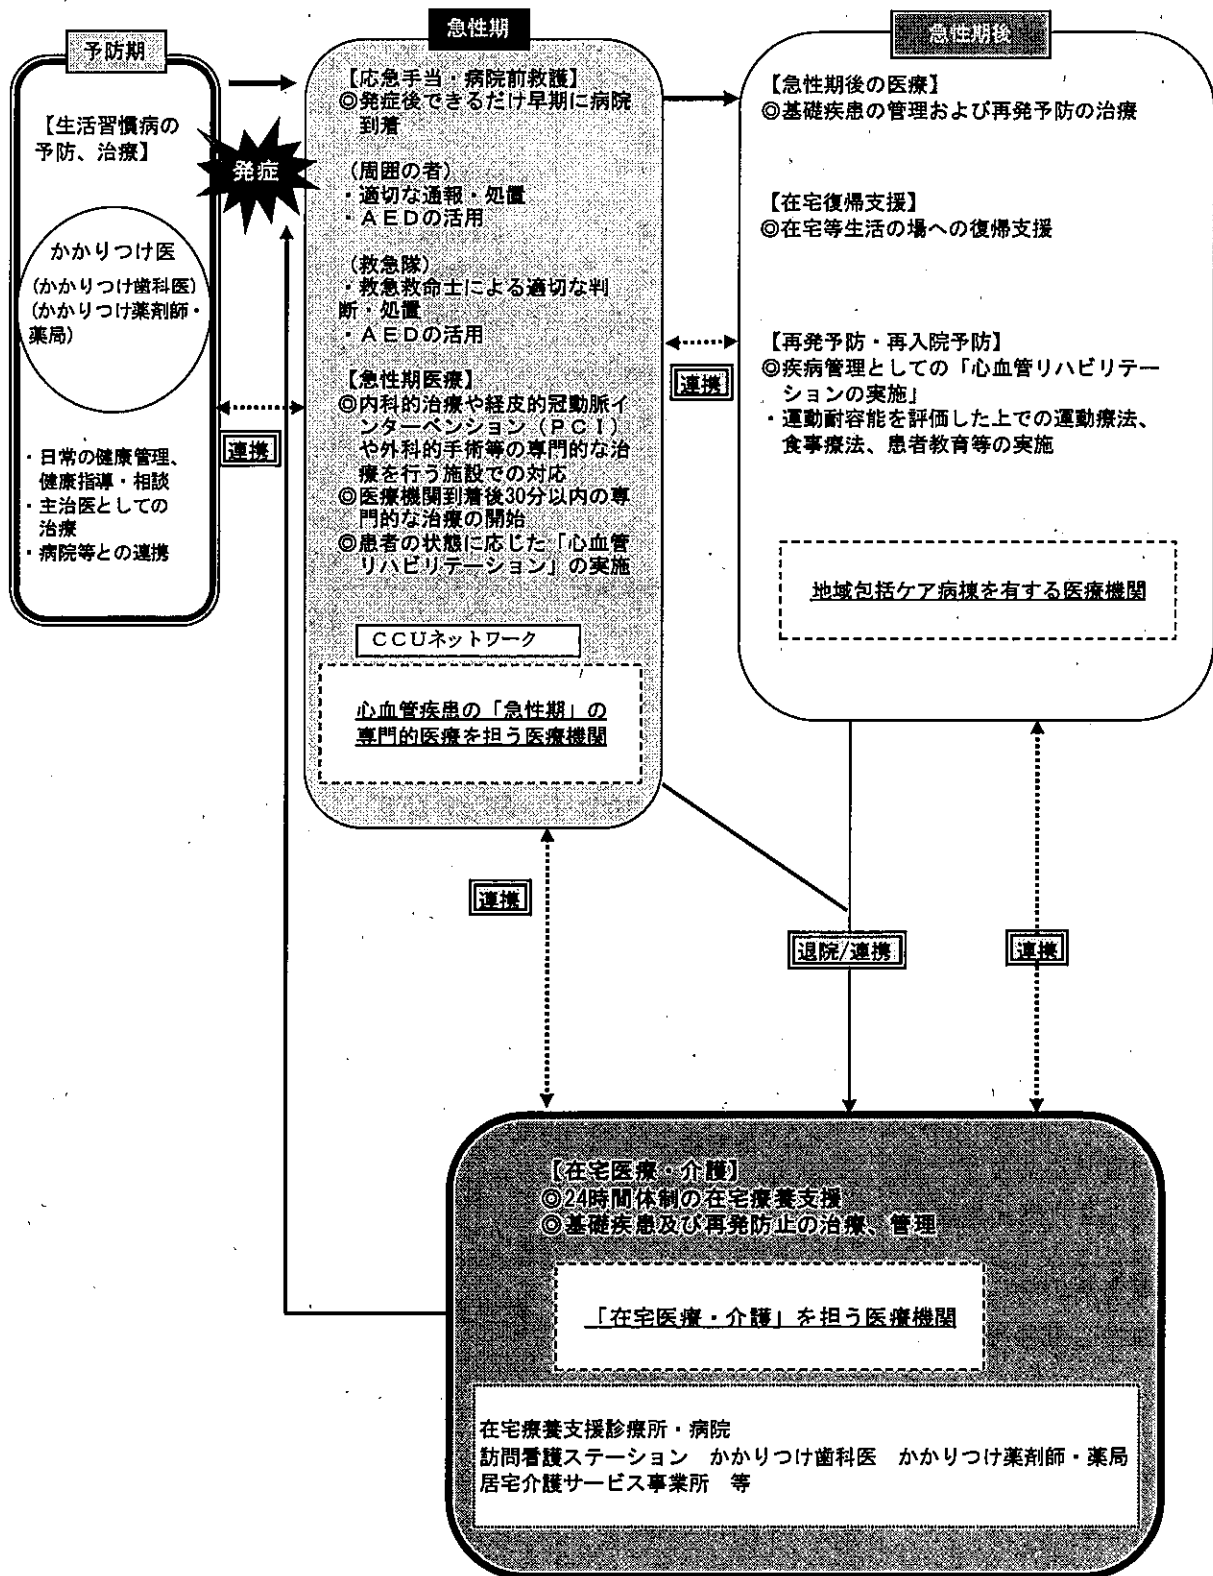 予防期
【生活習慣病の
予防、治療】
かかりつけ医
(かかりつけ歯科医)
(かかりつけ薬剤師・
薬局)
・日常の健康管理、
健康指導・相談
・主治医としての
治療
・病院等との連携
発症
連携
急性期
【応急手当・病院前救護】
◎発症後できるだけ早期に病院
到着
(周囲の者)
・適切な通報・処置
・AEDの活用
(救急隊)
・救急救命士による適切な判
断・処置
・AEDの活用
【急性期医療】
◎内科的治療や経皮的冠動脈イ
ンターベンション(PCI)
や外科的手術等の専門的な治
療を行う施設での対応
◎医療機関到着後30分以内の専
門的な治療の開始
◎患者の状態に応じた「心血管
リハビリテーション」の実施
CCUネットワーク
心血管疾患の「急性期」の
専門的医療を担う医療機関
連携
急性期後
【急性期後の医療】
◎基礎疾患の管理および再発予防の治療
【在宅復帰支援】
◎在宅等生活の場への復帰支援
【再発予防・再入院予防】
◎疾病管理としての「心血管リハビリテー
ションの実施」
・運動耐容能を評価した上での運動療法、
食事療法、患者教育等の実施
地域包括ケア病棟を有する医療機関
連携
退院/連携
連携
【在宅医療・介護】
◎24時間体制の在宅療養支援
◎基礎疾患及び再発防止の治療、管理
「在宅医療・介護」を担う医療機関
在宅療養支援診療所・病院
訪問看護ステーション かかりつけ歯科医 かかりつけ薬剤師・薬局
居宅介護サービス事業所 等